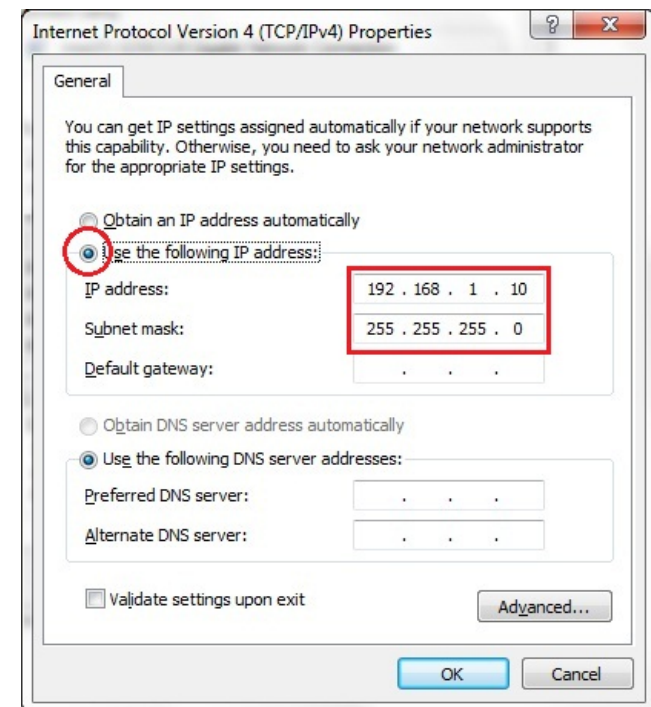 Internet Protocol Version 4 (TCP/IPv4) Properties
General
You can get IP settings assigned automatically if your network supports
this capability. Otherwise, you need to ask your network administrator
for the appropriate IP settings.
Obtain an IP address automatically
Use the following IP address:
IP address: 192 . 168 . 1 . 10
Subnet mask: 255 . 255 . 255 . 0
Default gateway: . . .
Obtain DNS server address automatically
Use the following DNS server addresses:
Preferred DNS server: . . .
Alternate DNS server: . . .
Validate settings upon exit
Advanced...
OK Cancel